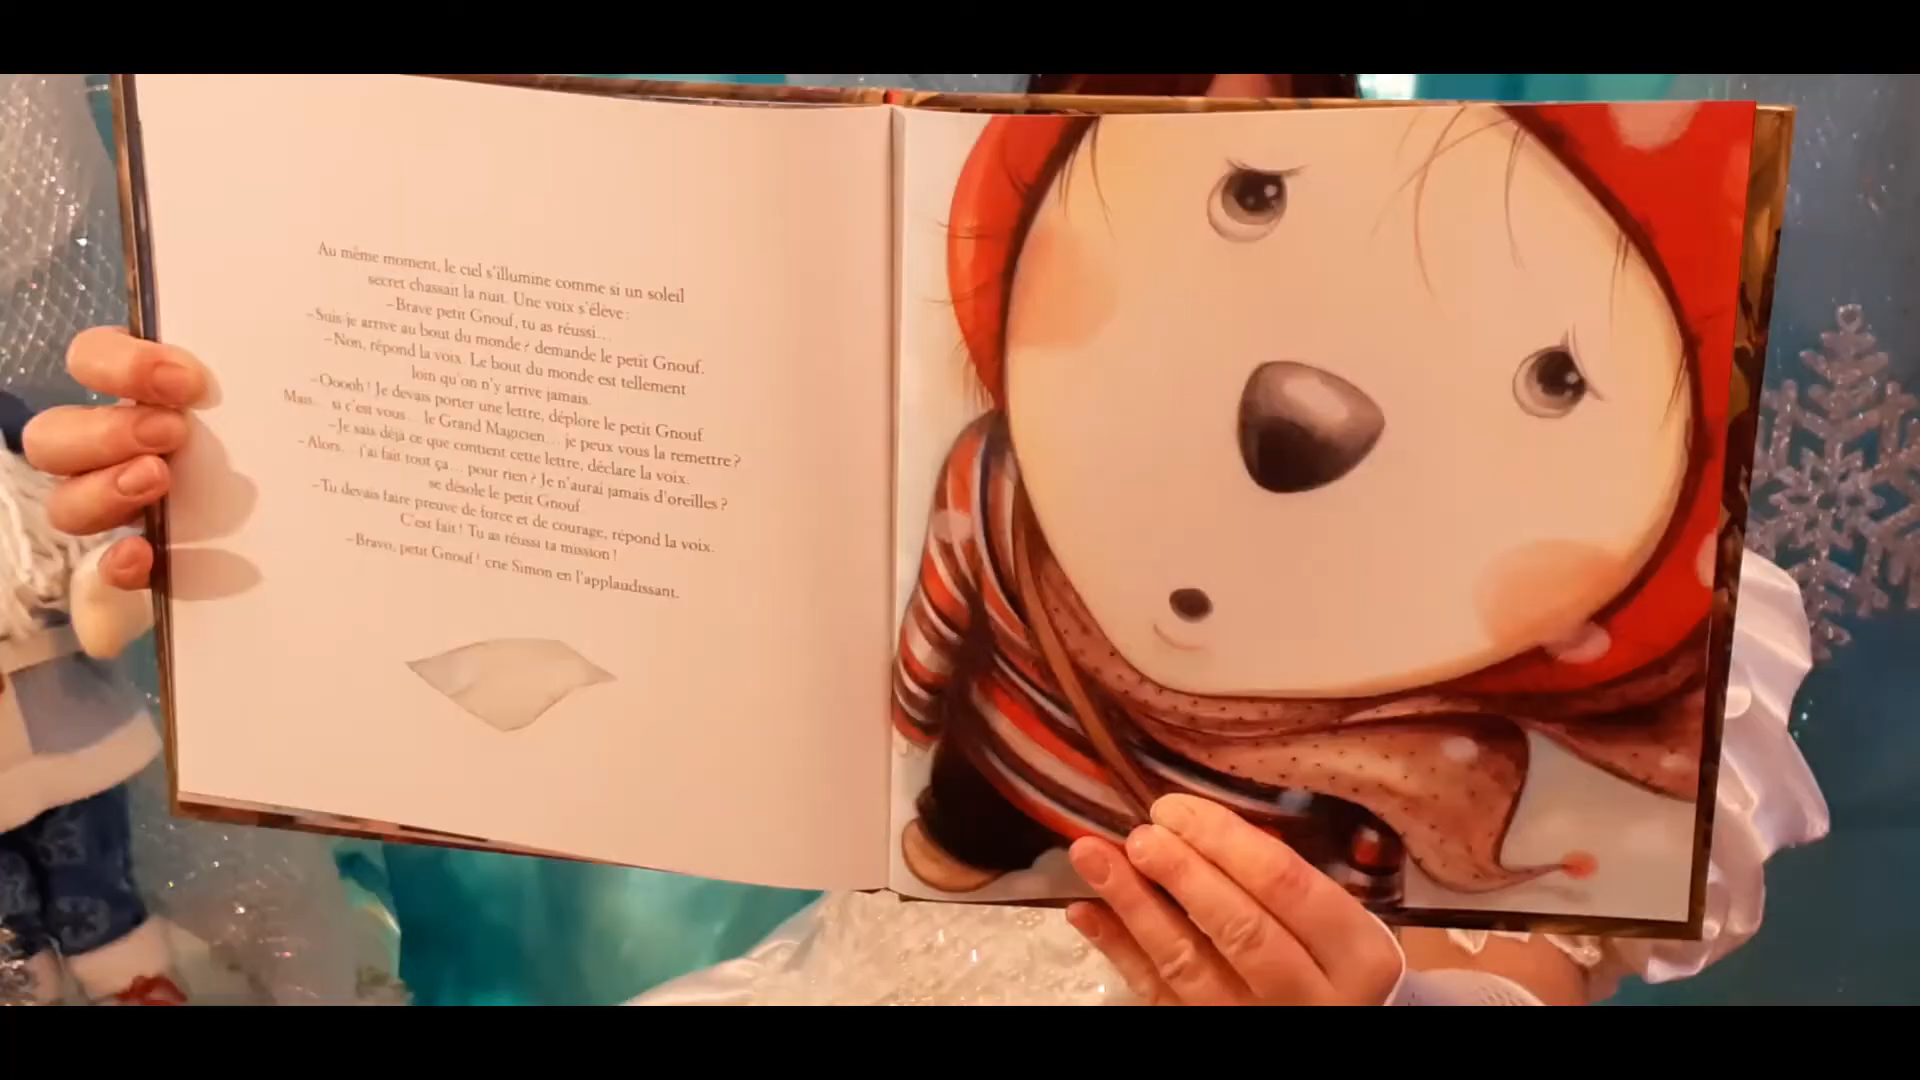 Au même moment, le ciel s'illumine comme si un soleil
secret chassait la nuit. Une voix s'élève :
– Brave petit Gnouf, tu as réussi…
– Suis-je arrivé au bout du monde ? demande le petit Gnouf.
– Non, répond la voix. Le bout du monde est tellement
loin qu'on n'y arrive jamais.
– Ooooh ! Je devais porter une lettre, déplore le petit Gnouf.
Mais… si c'est vous… le Grand Magicien… je peux vous la remettre ?
– Je sais déjà ce que contient cette lettre, déclare la voix.
– Alors… j'ai fait tout ça… pour rien ? Je n'aurai jamais d'oreilles ?
se désole le petit Gnouf.
– Tu devais faire preuve de force et de courage, répond la voix.
C'est fait ! Tu as réussi ta mission !
– Bravo, petit Gnouf ! crie Simon en l'applaudissant.